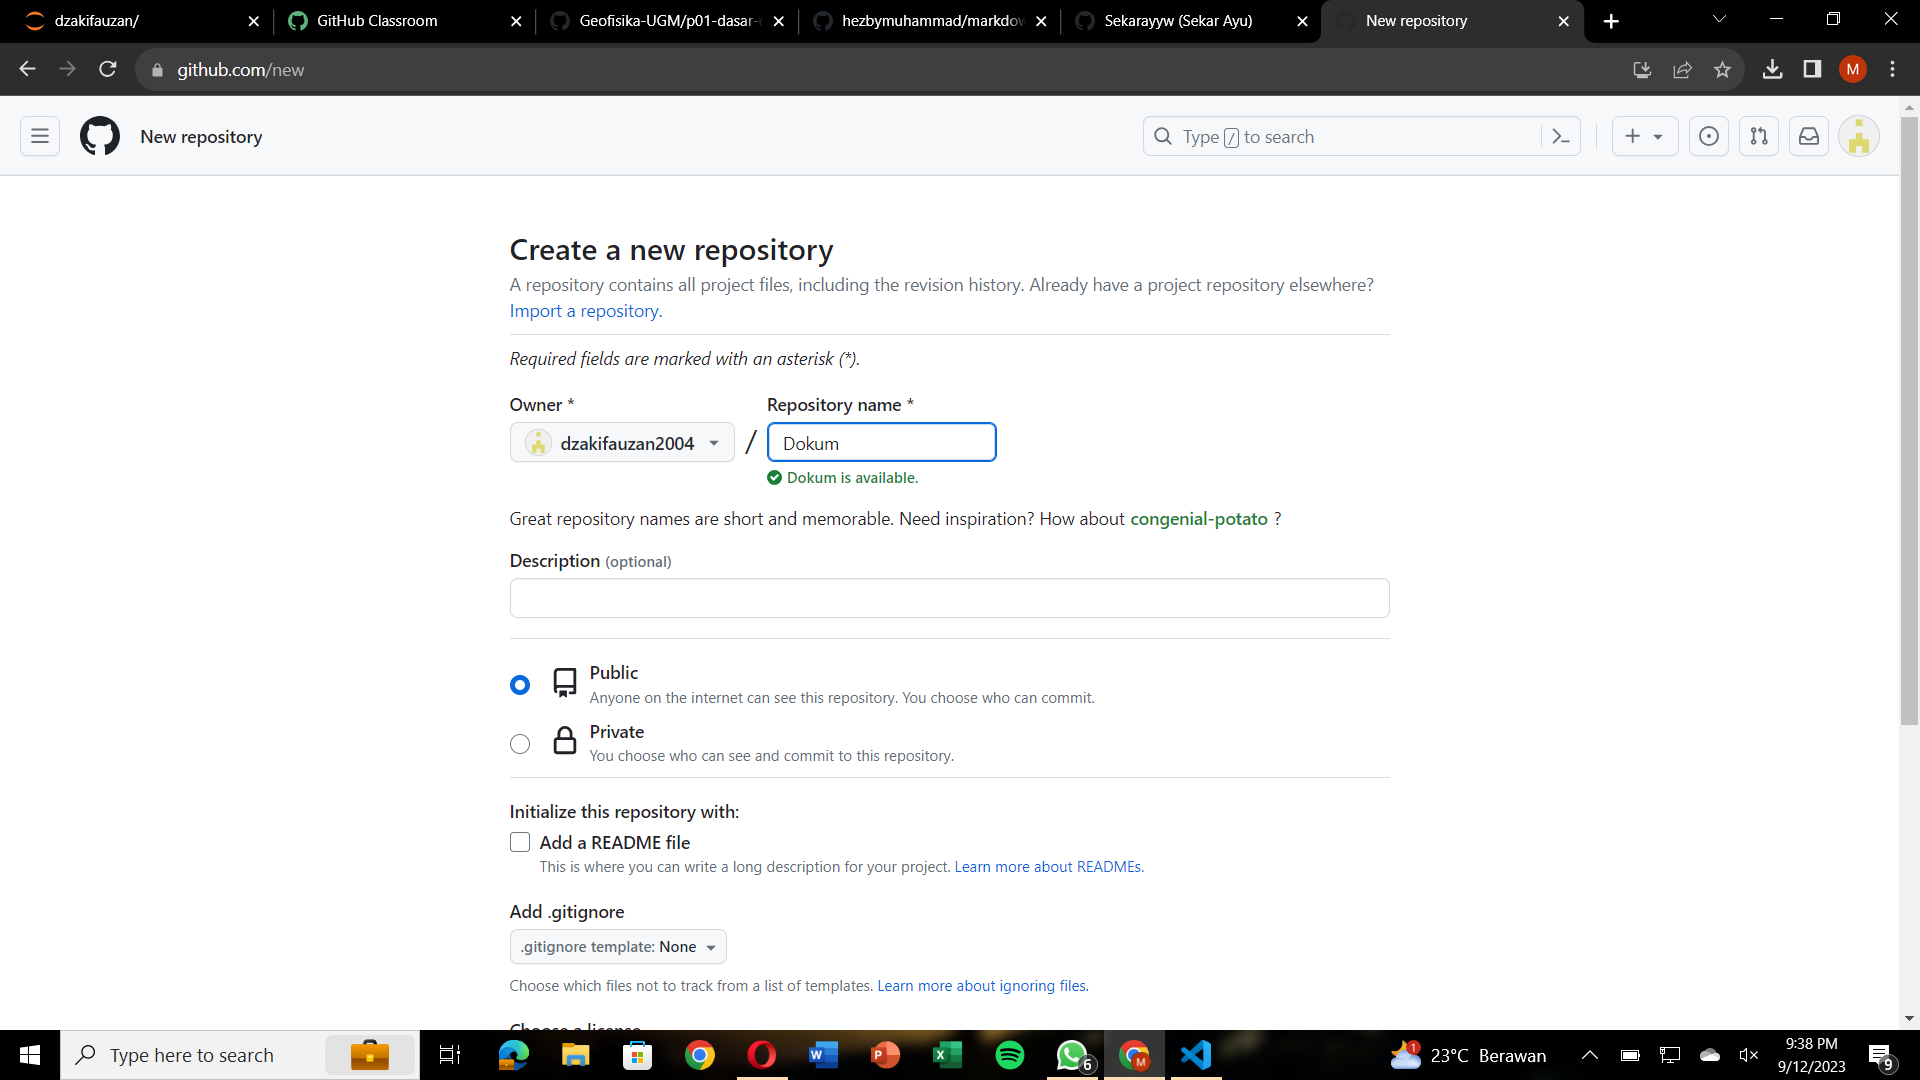 dzakifauzan/
GitHub Classroom
Geofisika-UGM/p01-dasar-
hezbymuhammad/markdow
Sekarayyw (Sekar Ayu)
New repository
github.com/new
M
New repository
Type / to search
Create a new repository
A repository contains all project files, including the revision history. Already have a project repository elsewhere?
Import a repository.
Required fields are marked with an asterisk (*).
Owner *
Repository name *
dzakifauzan2004
/
Dokum
Dokum is available.
Great repository names are short and memorable. Need inspiration? How about congenial-potato ?
Description (optional)
Public
Anyone on the internet can see this repository. You choose who can commit.
Private
You choose who can see and commit to this repository.
Initialize this repository with:
Add a README file
This is where you can write a long description for your project. Learn more about READMEs.
Add .gitignore
.gitignore template: None
Choose which files not to track from a list of templates. Learn more about ignoring files.
Choose a license
Type here to search
6
M
1
23°C Berawan
9:38 PM
9/12/2023
9